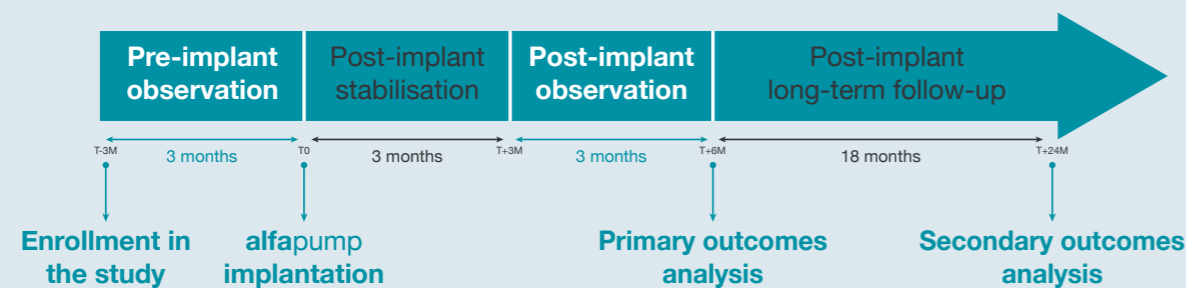 Pre-implant
observation
Post-implant
stabilisation
Post-implant
observation
Post-implant
long-term follow-up
T-3M
3 months
T0
3 months
T+3M
3 months
T+6M
18 months
T+24M
Enrollment in
the study
alfapump
implantation
Primary outcomes
analysis
Secondary outcomes
analysis